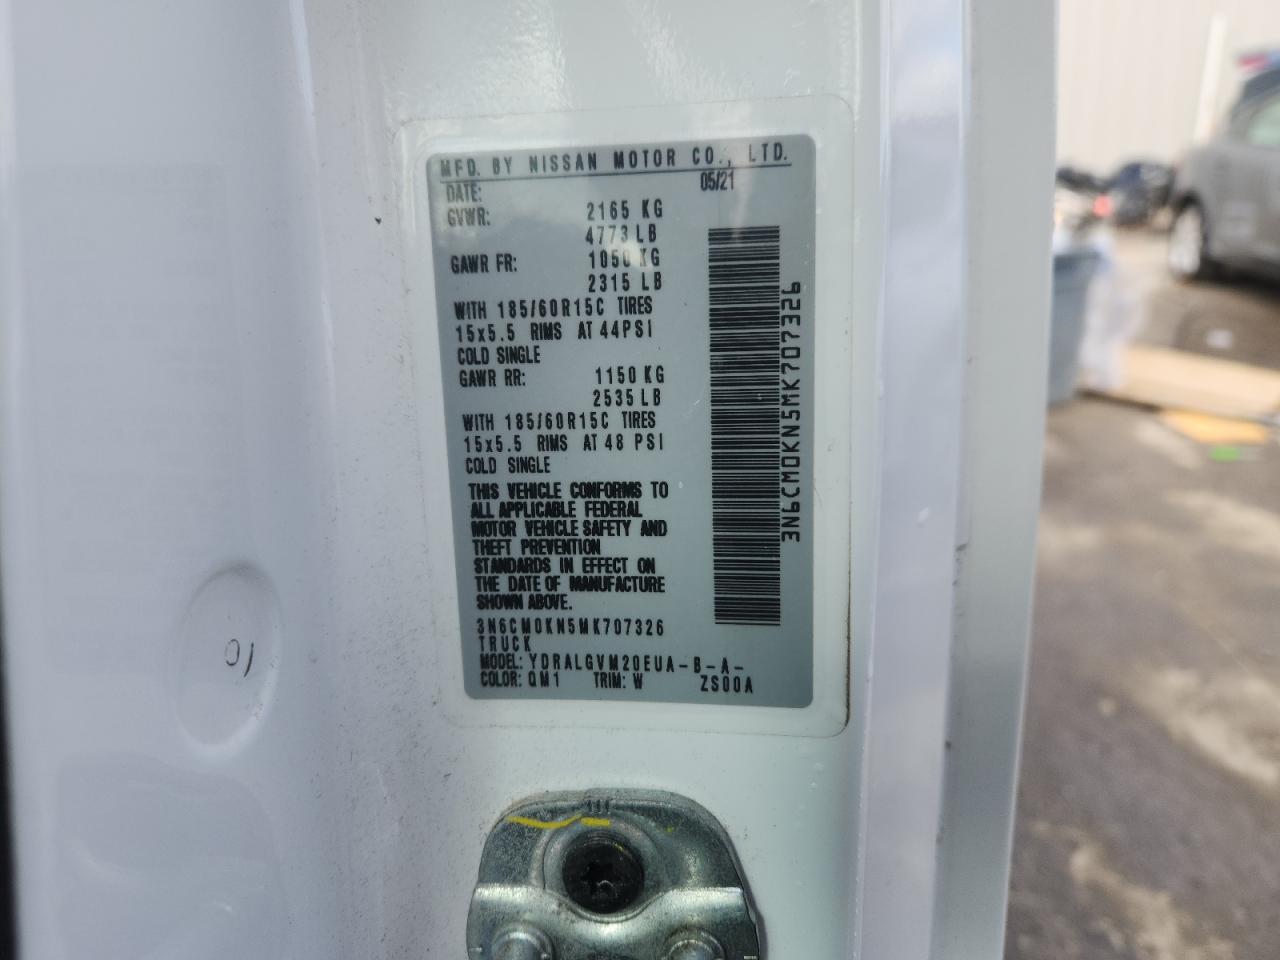 MFD. BY NISSAN MOTOR CO., LTD.
DATE: 05/21
GVWR: 2165 KG
4773 LB
GAWR FR: 1050 KG
2315 LB
WITH 185/60R15C TIRES
15x5.5 RIMS AT 44PSI
COLD SINGLE
GAWR RR: 1150 KG
2535 LB
WITH 185/60R15C TIRES
15x5.5 RIMS AT 48 PSI
COLD SINGLE
THIS VEHICLE CONFORMS TO
ALL APPLICABLE FEDERAL
MOTOR VEHICLE SAFETY AND
THEFT PREVENTION
STANDARDS IN EFFECT ON
THE DATE OF MANUFACTURE
SHOWN ABOVE.
3N6CM0KN5MK707326
TRUCK
MODEL: YDRALGVM20EUA-B-A-
COLOR: QM1 TRIM: W ZS00A
3N6CM0KN5MK707326
10